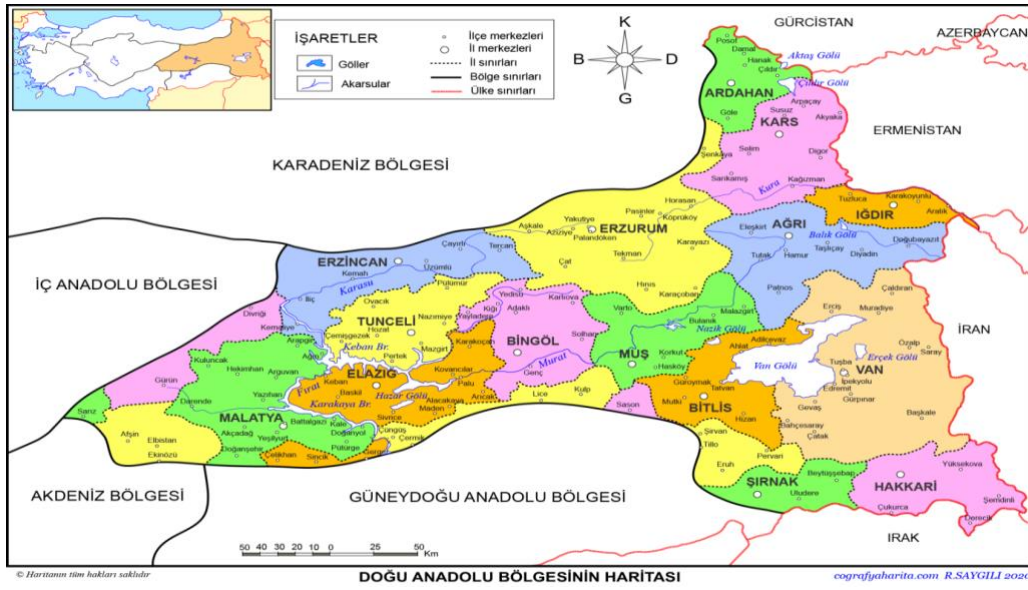 GÜRCİSTAN
AZERBAYCAN
ERMENİSTAN
İRAN
IRAK
İŞARETLER
Göller
Akarsular
İlçe merkezleri
İl merkezleri
İl sınırları
Bölge sınırları
Ülke sınırları
K
B
D
G
KARADENİZ BÖLGESİ
İÇ ANADOLU BÖLGESİ
AKDENİZ BÖLGESİ
GÜNEYDOĞU ANADOLU BÖLGESİ
Posof
Damal
Hanak
Çıldır
Aktaş Gölü
Çıldır Gölü
ARDAHAN
Göle
Arpaçay
Susuz
Akyaka
KARS
Selim
Digor
Sarıkamış
Kağızman
Şenkaya
Kura
Horasan
Pasinler
Köprüköy
Yakutiye
Aşkale
Aziziye
Palandöken
ERZURUM
Tekman
Karayazı
Çat
Hınıs
Karaçoban
Tuzluca
Karakoyunlu
Aralık
IĞDIR
AĞRI
Balık Gölü
Eleşkirt
Taşlıçay
Doğubayazıt
Diyadin
Tutak
Hamur
Patnos
Çayırlı
Tercan
ERZİNCAN
Üzümlü
Kemah
Karasu
İliç
Kemaliye
Divriği
Gürün
Pülümür
Ovacık
TUNCELİ
Hozat
Nazımiye
Çemişgezek
Mazgirt
Pertek
Keban Br.
Yedisu
Kiğı
Adaklı
Karlıova
Yayladere
Solhan
BİNGÖL
Genç
Murat
Karakoçan
Kovancılar
Palu
Arıcak
Alacakaya
Maden
ELAZIĞ
Keban
Baskil
Ağın
Fırat
Hazar Gölü
Karakaya Br.
Sivrice
Arapgir
Kuluncak
Hekimhan
Arguvan
Yazıhan
Darende
MALATYA
Battalgazi
Kale
Akçadağ
Yeşilyurt
Doğanyol
Pütürge
Doğanşehir
Sarız
Afşin
Elbistan
Ekinözü
Çelikhan
Sincik
Gerger
Çüngüş
Çermik
Lice
Kulp
Sason
Varto
Bulanık
Malazgirt
Nazik Gölü
MUŞ
Korkut
Hasköy
Ahlat
Adilcevaz
Güroymak
Tatvan
Mutki
BİTLİS
Hizan
Van Gölü
Erciş
Muradiye
Çaldıran
Özalp
Saray
Erçek Gölü
Tuşba
VAN
İpekyolu
Edremit
Gevaş
Gürpınar
Bahçesaray
Çatak
Başkale
Şirvan
Tillo
Pervari
Eruh
ŞIRNAK
Beytüşşebap
Uludere
HAKKARİ
Yüksekova
Şemdinli
Çukurca
Derecik
50 40 30 20 10 0 25 50
Km
© Haritanın tüm hakları saklıdır
DOĞU ANADOLU BÖLGESİNİN HARİTASI
cografyaharita.com R.SAYGILI 2020